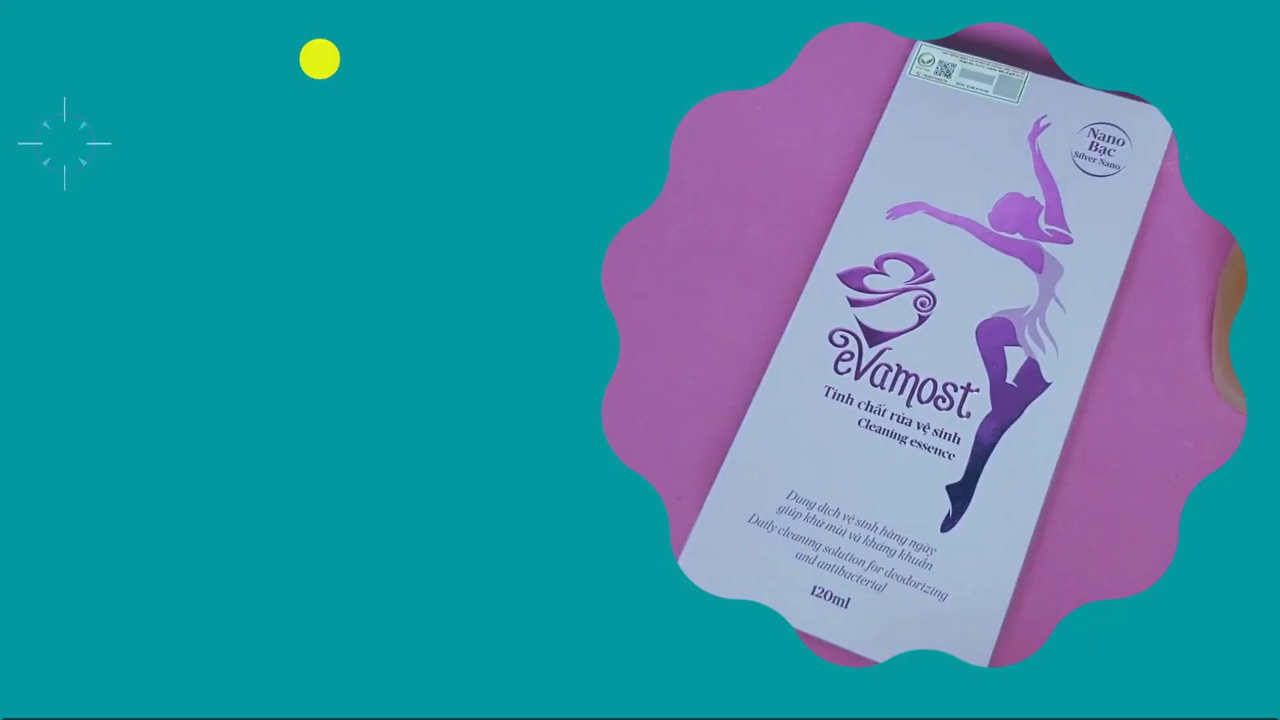 Nano
Bạc
Silver Nano
eVamost
Tinh chất rửa vệ sinh
Cleaning essence
Dung dịch vệ sinh hằng ngày
giúp khử mùi và kháng khuẩn
Daily cleaning solution for deodorizing
and antibacterial
120ml